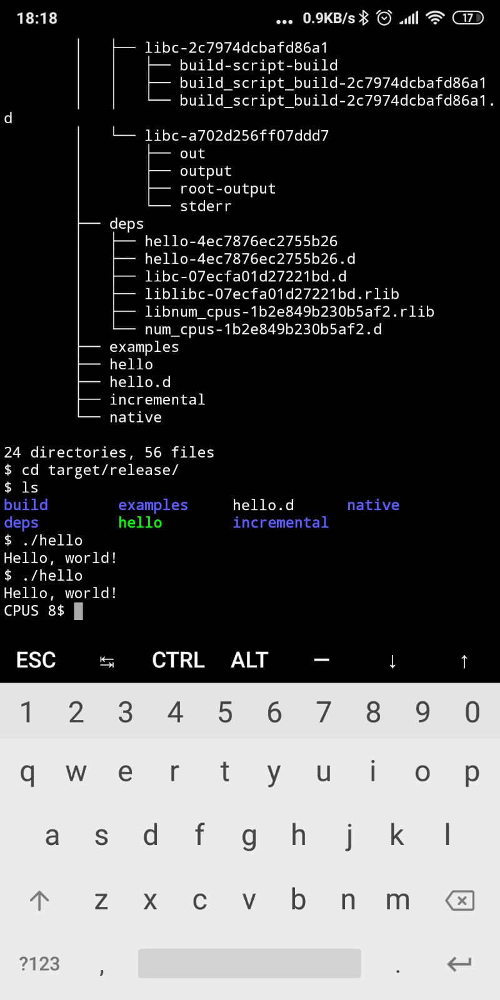 18:18 ... 0.9KB/s 17
├── libc-2c7974dcbafd86a1
├── build-script-build
├── build_script_build-2c7974dcbafd86a1
└── build_script_build-2c7974dcbafd86a1.
d
└── libc-a702d256ff07ddd7
├── out
├── output
├── root-output
└── stderr
├── deps
├── hello-4ec7876ec2755b26
├── hello-4ec7876ec2755b26.d
├── libc-07ecfa01d27221bd.d
├── liblibc-07ecfa01d27221bd.rlib
├── libnum_cpus-1b2e849b230b5af2.rlib
└── num_cpus-1b2e849b230b5af2.d
├── examples
├── hello
├── hello.d
├── incremental
└── native
24 directories, 56 files
$ cd target/release/
$ ls
build examples hello.d native
deps hello incremental
$ ./hello
Hello, world!
$ ./hello
Hello, world!
CPUS 8$
ESC ↹ CTRL ALT — ↓ ↑
1 2 3 4 5 6 7 8 9 0
q w e r t y u i o p
a s d f g h j k l
z x c v b n m
?123 , .